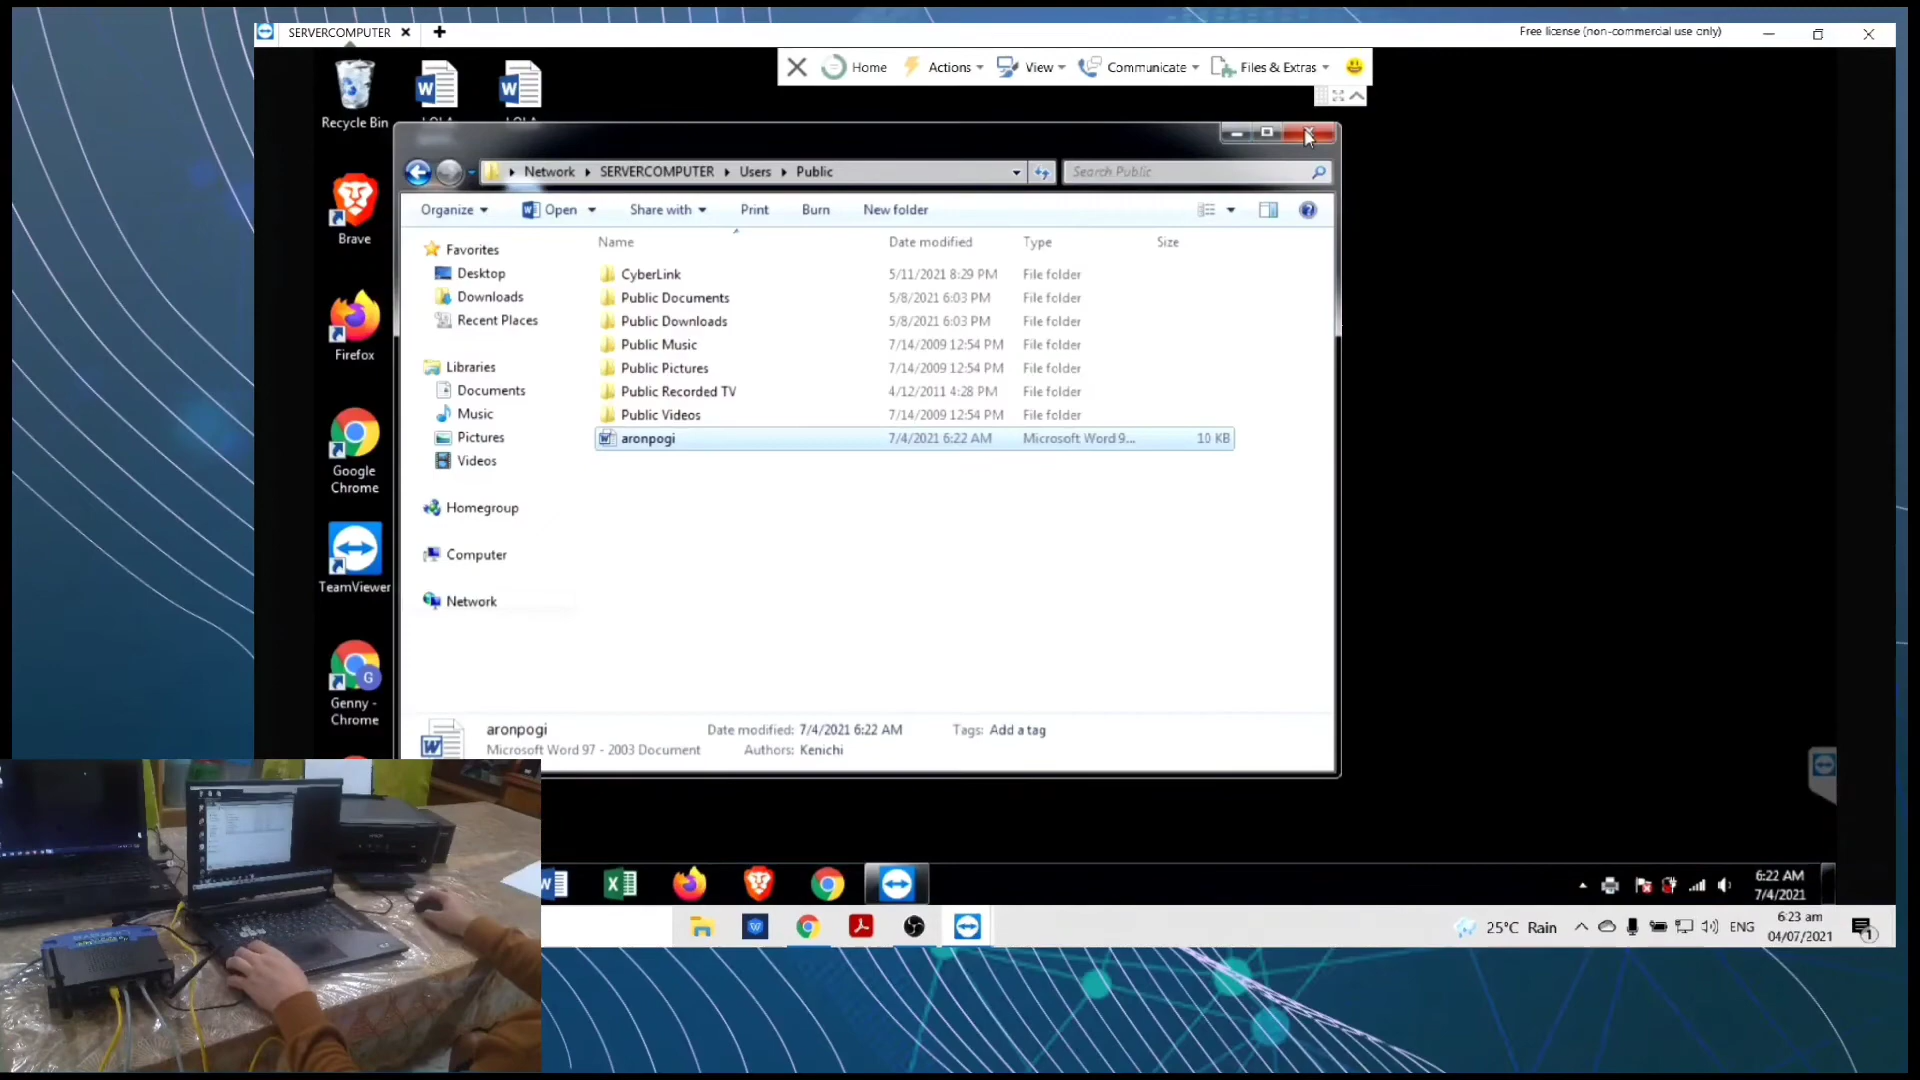 SERVERCOMPUTER
Free license (non-commercial use only)
Home Actions View Communicate Files & Extras
Recycle Bin
Network SERVERCOMPUTER Users Public
Search Public
Organize Open Share with Print Burn New folder
Name Date modified Type Size
Favorites
Desktop
Downloads
Recent Places
Libraries
Documents
Music
Pictures
Videos
Homegroup
Computer
Network
CyberLink 5/11/2021 8:29 PM File folder
Public Documents 5/8/2021 6:03 PM File folder
Public Downloads 5/8/2021 6:03 PM File folder
Public Music 7/14/2009 12:54 PM File folder
Public Pictures 7/14/2009 12:54 PM File folder
Public Recorded TV 4/12/2011 4:28 PM File folder
Public Videos 7/14/2009 12:54 PM File folder
aronpogi 7/4/2021 6:22 AM Microsoft Word 9... 10 KB
Brave
Firefox
Google
Chrome
TeamViewer
Genny -
Chrome
G
aronpogi Date modified: 7/4/2021 6:22 AM Tags: Add a tag
Microsoft Word 97 - 2003 Document Authors: Kenichi
6:22 AM
7/4/2021
25°C Rain
ENG
6:23 am
04/07/2021
1